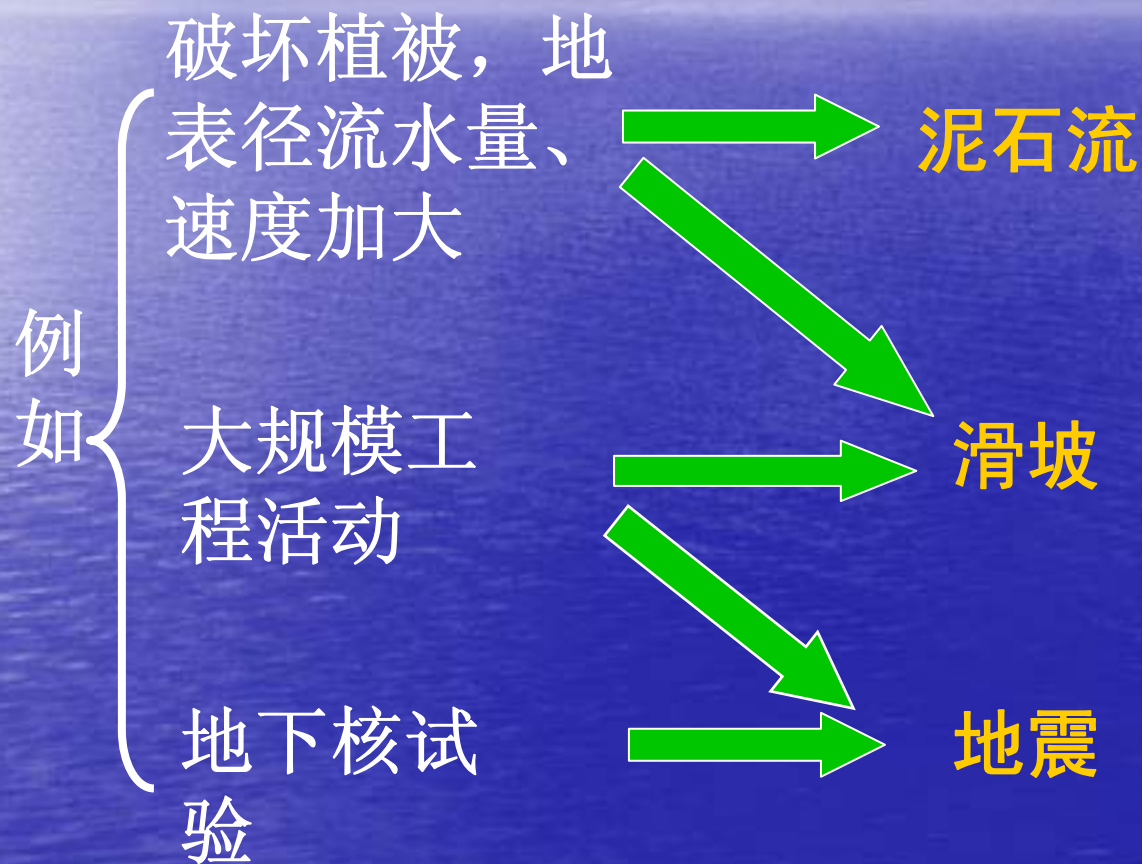 破坏植被，地
表径流水量、
速度加大
泥石流
例
如
大规模工
程活动
滑坡
地下核试
验
地震